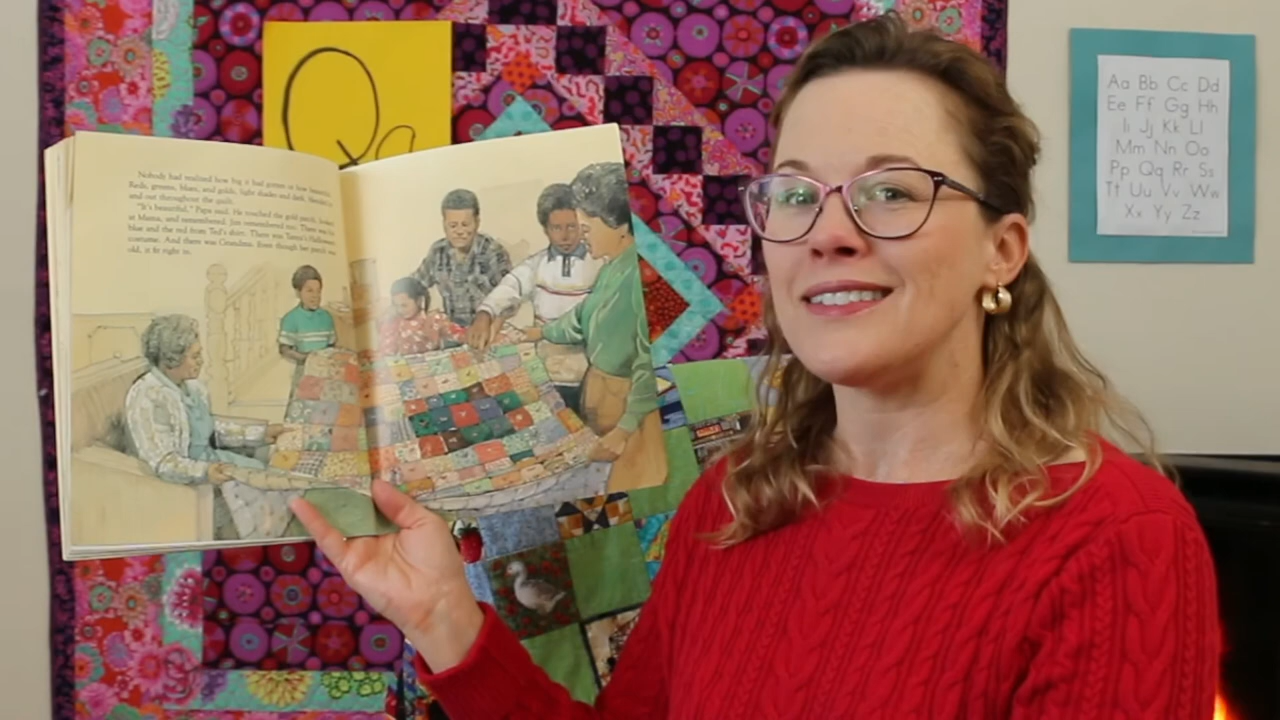 Qq
Nobody had realized how big it had gotten or how beautiful.
Reds, greens, blues, and golds, light shades and dark,
and out throughout the quilt.
"It's beautiful," Papa said. He touched the gold patch, looked
at Mama, and remembered. Jim remembered too. There was
blue and the red from Ted's shirt. There was Tanya's Halloween
costume. And there was Grandma. Even though her patch was
old, it fit right in.
Aa Bb Cc Dd
Ee Ff Gg Hh
Ii Jj Kk Ll
Mm Nn Oo
Pp Qq Rr Ss
Tt Uu Vv Ww
Xx Yy Zz